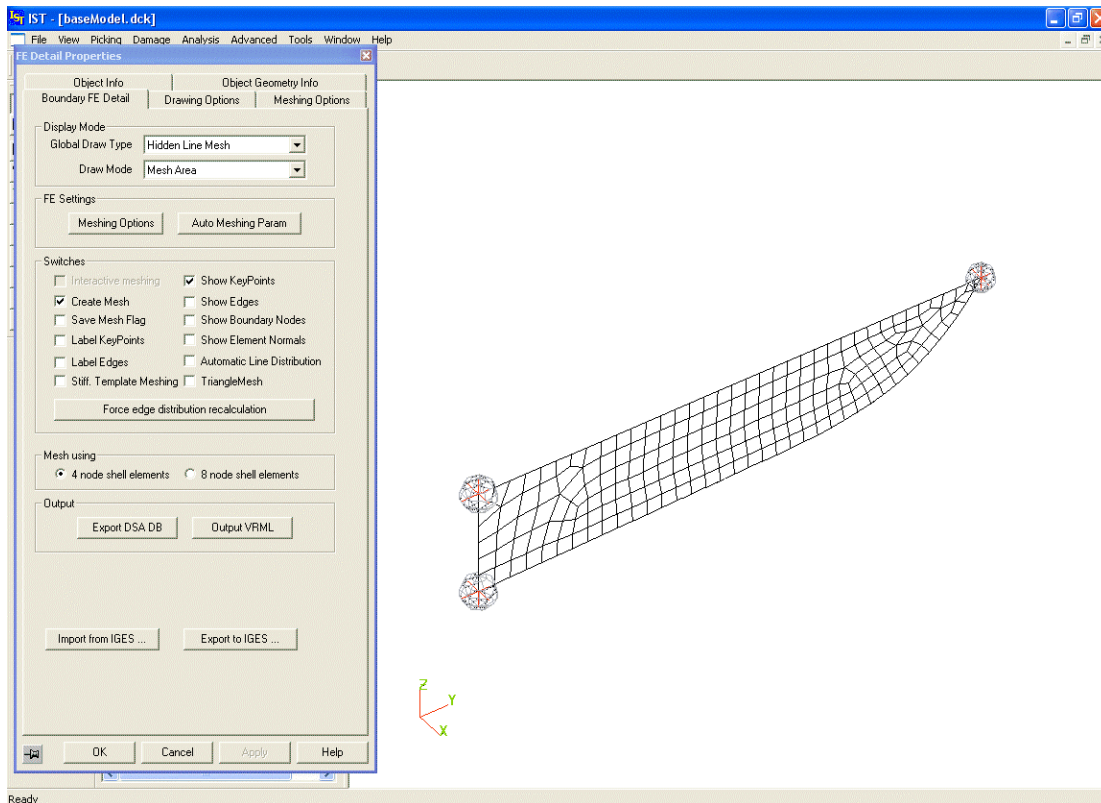 IST - [baseModel.dck]
File View Picking Damage Analysis Advanced Tools Window Help
FE Detail Properties
Object Info Object Geometry Info
Boundary FE Detail Drawing Options Meshing Options
Display Mode
Global Draw Type Hidden Line Mesh
Draw Mode Mesh Area
FE Settings
Meshing Options Auto Meshing Param
Switches
Interactive meshing Show KeyPoints
Create Mesh Show Edges
Save Mesh Flag Show Boundary Nodes
Label KeyPoints Show Element Normals
Label Edges Automatic Line Distribution
Stiff. Template Meshing TriangleMesh
Force edge distribution recalculation
Mesh using
4 node shell elements 8 node shell elements
Output
Export DSA DB Output VRML
Import from IGES ... Export to IGES ...
Z
Y
X
OK Cancel Apply Help
Ready